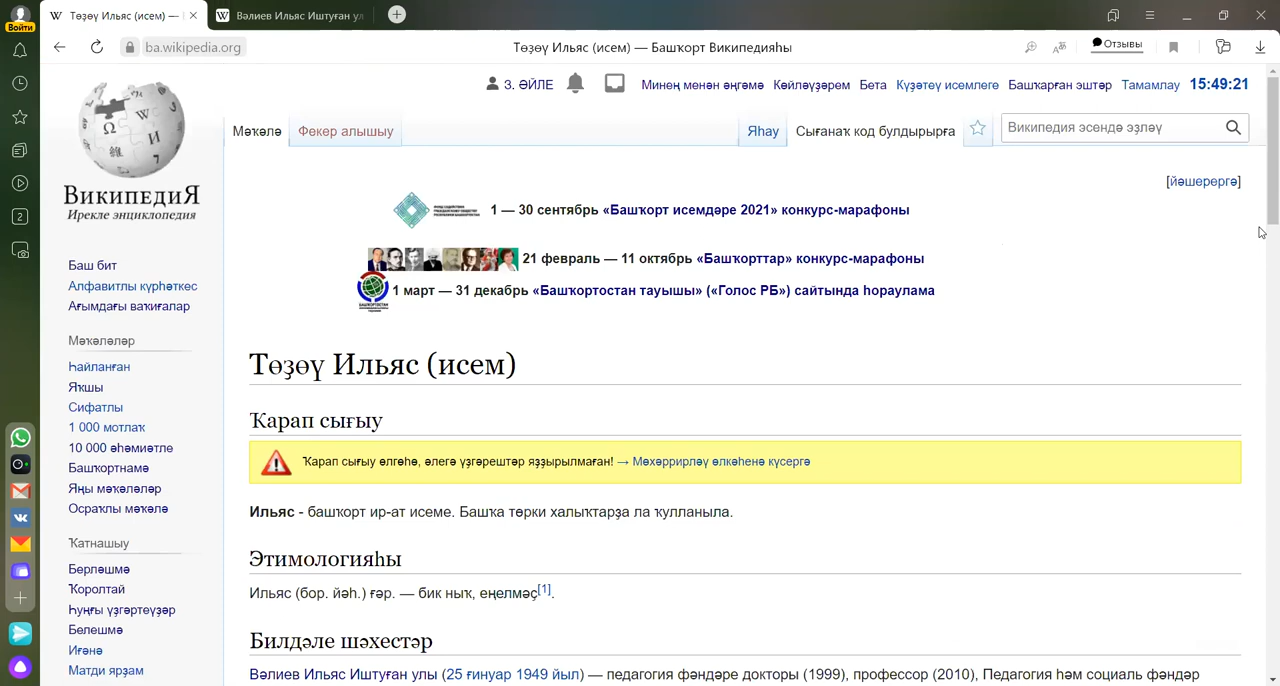 Войти
Төҙөү Ильяс (исем) —
Вәлиев Ильяс Иштуған ул
ba.wikipedia.org
Төҙөү Ильяс (исем) — Башҡорт Википедияһы
Отзывы
З. ӘЙЛЕ
Минең менән әңгәмә
Көйләүҙәрем
Бета
Күҙәтеү исемлеге
Башҡарған эштәр
Тамамлау
15:49:21
Мәҡәлә
Фекер алышыу
Яһау
Сығанаҡ код булдырырға
Википедия эсендә эҙләү
ВикипедиЯ
Ирекле энциклопедия
[йәшерергә]
1 — 30 сентябрь «Башҡорт исемдәре 2021» конкурс-марафоны
21 февраль — 11 октябрь «Башҡорттар» конкурс-марафоны
1 март — 31 декабрь «Башҡортостан тауышы» («Голос РБ») сайтында һораулама
Баш бит
Алфавитлы күрһәткес
Ағымдағы ваҡиғалар
Мәҡәләләр
Һайланған
Яҡшы
Сифатлы
1 000 мотлаҡ
10 000 әһәмиәтле
Башҡортнамә
Яңы мәҡәләләр
Осраҡлы мәҡәлә
Ҡатнашыу
Берләшмә
Ҡоролтай
Һуңғы үҙгәртеүҙәр
Белешмә
Иғәнә
Матди ярҙам
Төҙөү Ильяс (исем)
Ҡарап сығыу
Ҡарап сығыу өлгөһө, әлегә үҙгәрештәр яҙҙырылмаған! → Мөхәррирләү өлкәһенә күсергә
Ильяс - башҡорт ир-ат исеме. Башҡа төрки халыҡтарҙа ла ҡулланыла.
Этимологияһы
Ильяс (бор. йәһ.) ғәр. — бик ныҡ, еңелмәҫ[1].
Билдәле шәхестәр
Вәлиев Ильяс Иштуған улы (25 ғинуар 1949 йыл) — педагогия фәндәре докторы (1999), профессор (2010), Педагогия һәм социаль фәндәр
2